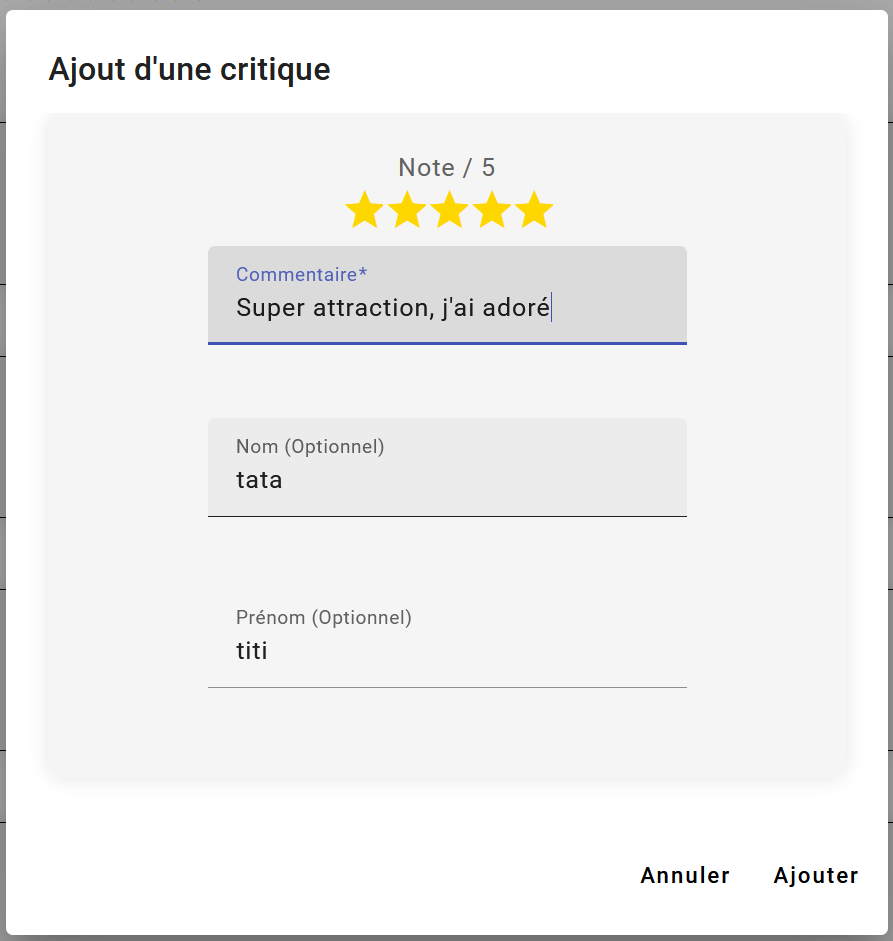 Ajout d'une critique
Note / 5
Commentaire*
Super attraction, j'ai adoré
Nom (Optionnel)
tata
Prénom (Optionnel)
titi
Annuler Ajouter